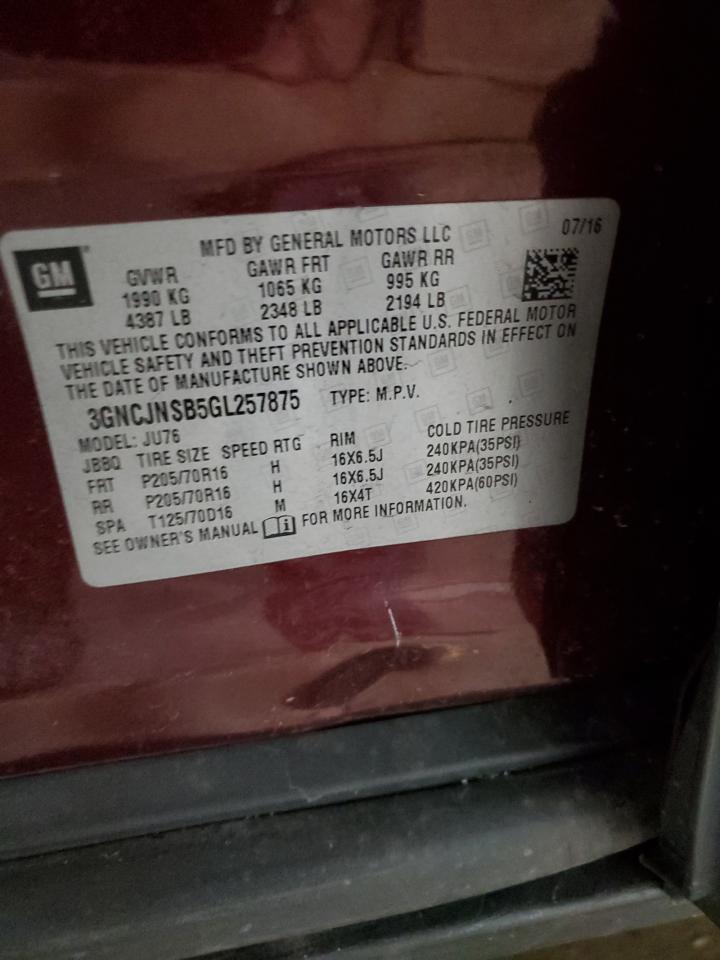 GM
MFD BY GENERAL MOTORS LLC
07/16
GVWR GAWR FRT GAWR RR
1990 KG 1065 KG 995 KG
4387 LB 2348 LB 2194 LB
THIS VEHICLE CONFORMS TO ALL APPLICABLE U.S. FEDERAL MOTOR
VEHICLE SAFETY AND THEFT PREVENTION STANDARDS IN EFFECT ON
THE DATE OF MANUFACTURE SHOWN ABOVE.
3GNCJNSB5GL257875 TYPE: M.P.V.
MODEL: JU76
JBBQ TIRE SIZE SPEED RTG RIM COLD TIRE PRESSURE
FRT P205/70R16 H 16X6.5J 240KPA(35PSI)
RR P205/70R16 H 16X6.5J 240KPA(35PSI)
SPA T125/70D16 M 16X4T 420KPA(60PSI)
SEE OWNER'S MANUAL FOR MORE INFORMATION.